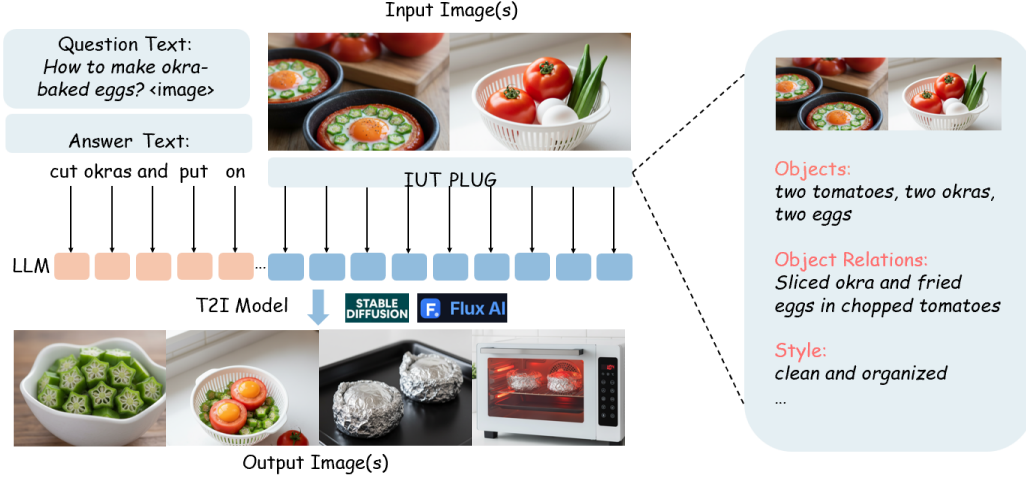 Input Image(s)
Question Text:
How to make okra-
baked eggs? <image>
Answer Text:
cut okras and put on
IUT PLUG
LLM
...
T2I Model
STABLE
DIFFUSION
F. Flux AI
Output Image(s)
Objects:
two tomatoes, two okras,
two eggs
Object Relations:
Sliced okra and fried
eggs in chopped tomatoes
Style:
clean and organized
...